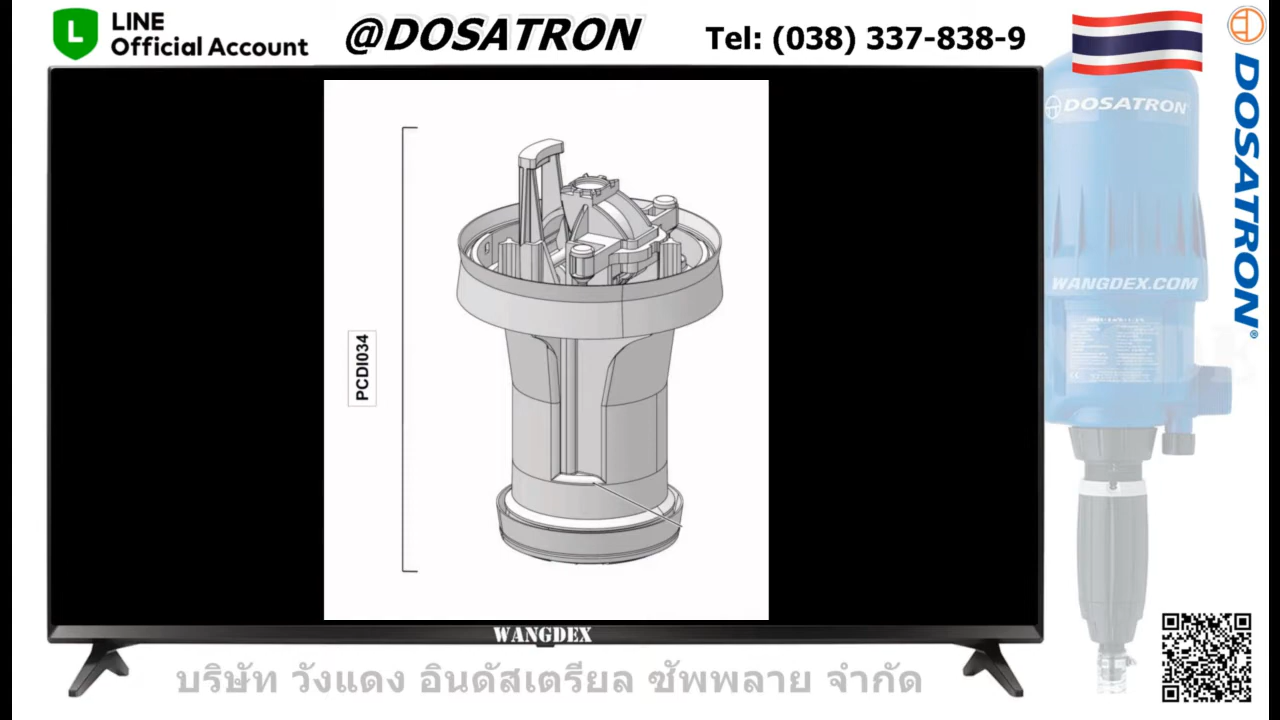 LINE
Official Account
@DOSATRON
Tel: (038) 337-838-9
DOSATRON
DOSATRON®
WANGDEX.COM
PCDI034
WANGDEX
บริษัท วังแดง อินดัสเตรียล ซัพพลาย จำกัด